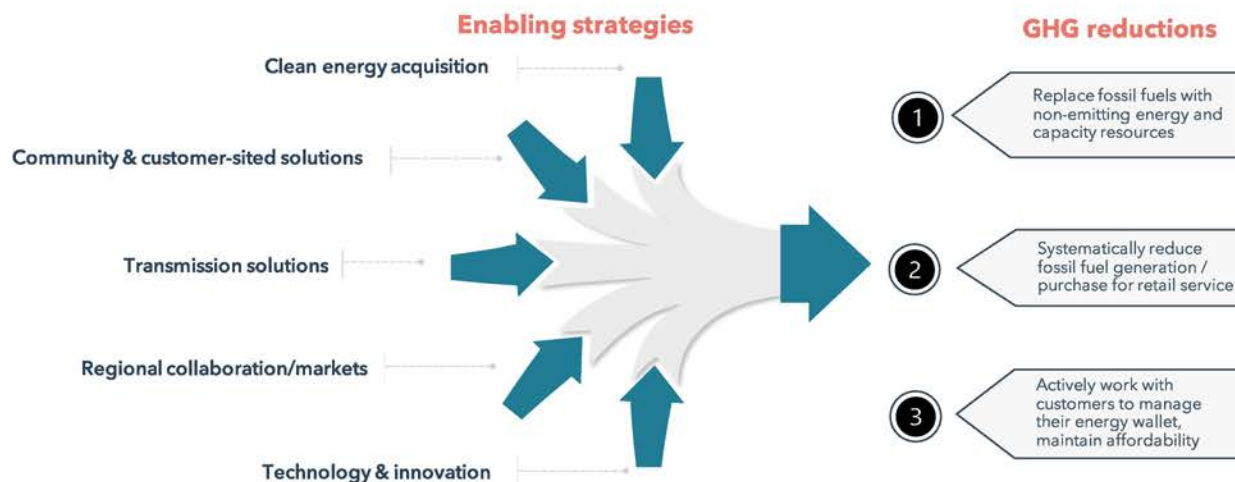 Enabling strategies
Clean energy acquisition
Community & customer-sited solutions
Transmission solutions
Regional collaboration/markets
Technology & innovation
GHG reductions
1
Replace fossil fuels with
non-emitting energy and
capacity resources
2
Systematically reduce
fossil fuel generation /
purchase for retail service
3
Actively work with
customers to manage
their energy wallet,
maintain affordability